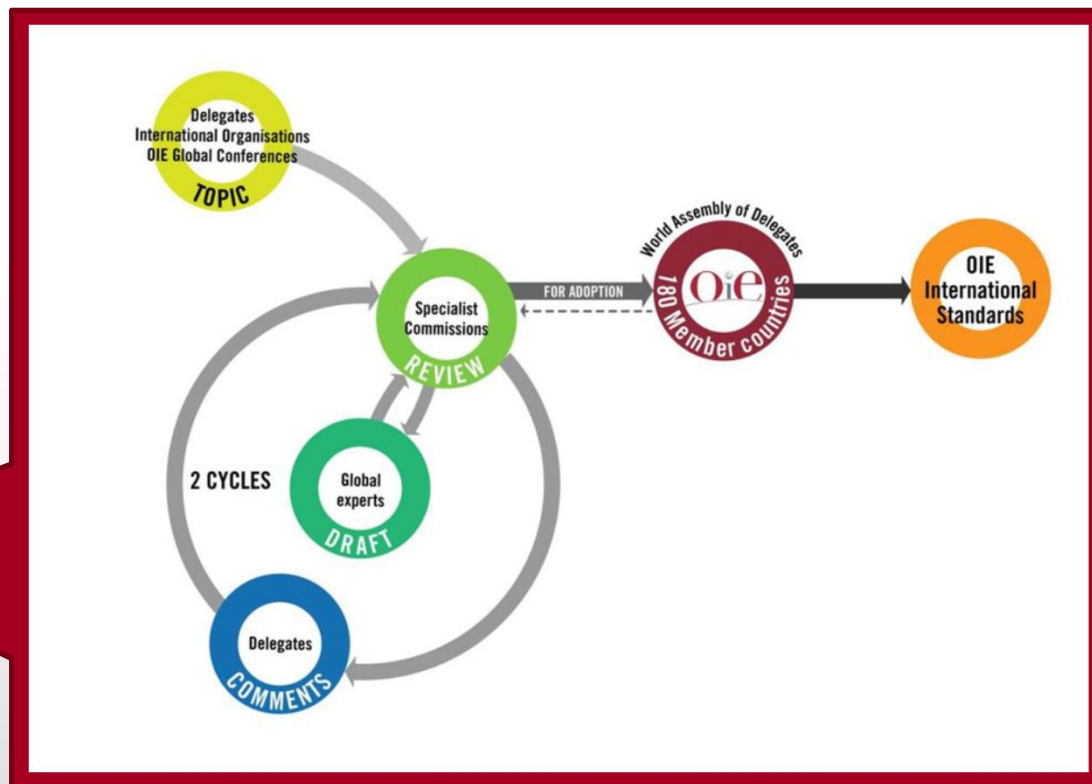 Delegates
International Organisations
OIE Global Conferences
TOPIC
Specialist
Commissions
REVIEW
FOR ADOPTION
World Assembly of Delegates
OiE
180 Member countries
OIE
International
Standards
2 CYCLES
Global
experts
DRAFT
Delegates
COMMENTS